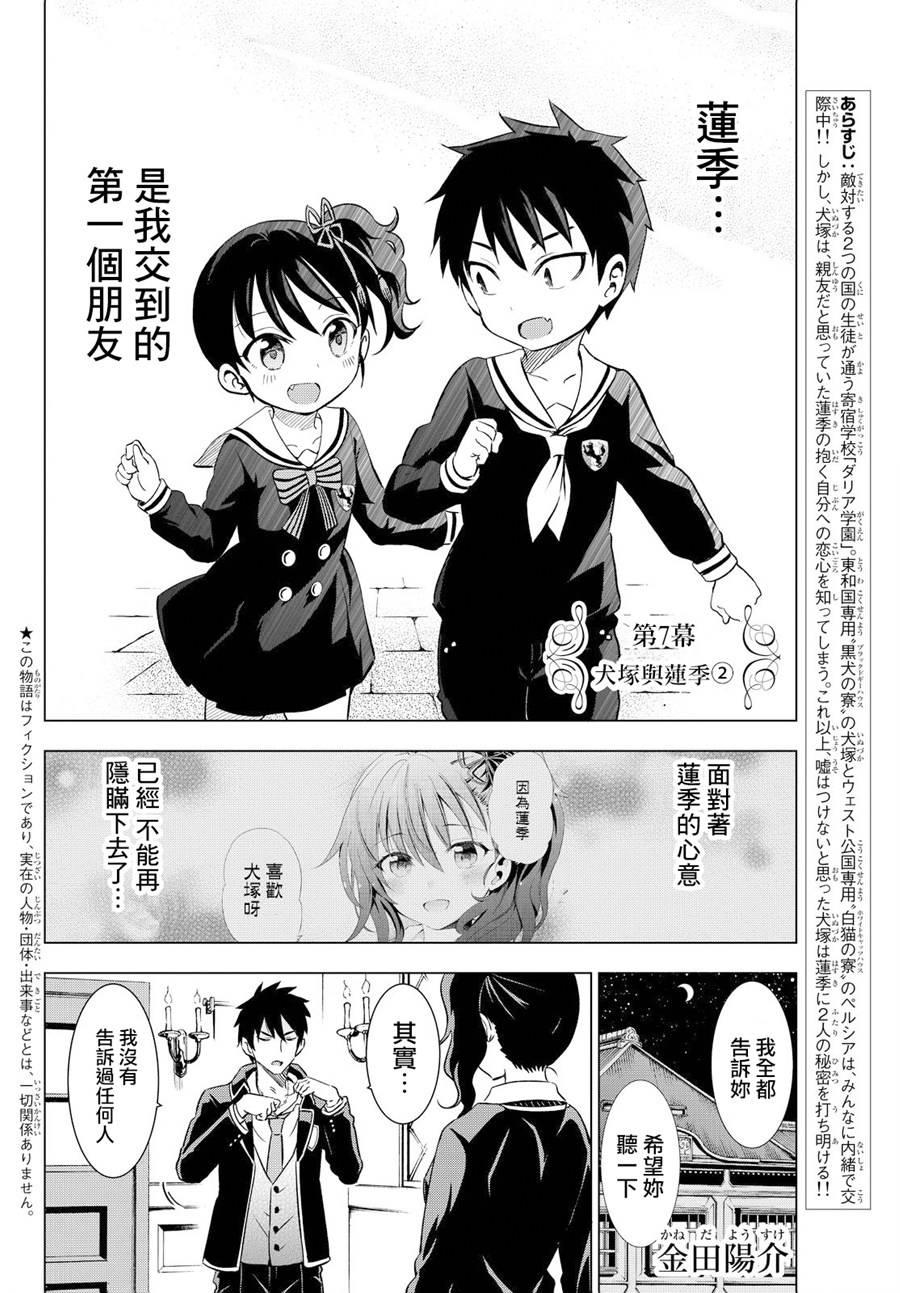 あらすじ：敵対する2つの国の生徒が通う寄宿学校「ダリア学園」。東和国専用“黒犬の寮”の犬塚とウェスト公国専用“白猫の寮”のペルシアは、みんなに内緒で交
際中!! しかし、犬塚は、親友だと思っていた蓮季の抱く自分への恋心を知ってしまう。これ以上、嘘はつけないと思った犬塚は蓮季に2人の秘密を打ち明ける!!
蓮季…
是我交到的
第一個朋友
第7幕
犬塚與蓮季②
面對著
蓮季的心意
因為蓮季
喜歡
犬塚呀
已經 不能再
隱瞞下去了…
我全都
告訴妳
希望妳
聽一下
かねだようすけ
金田陽介
其實…
我沒有
告訴過任何人
★この物語はフィクションであり、実在の人物・団体・出来事などとは、一切関係ありません。